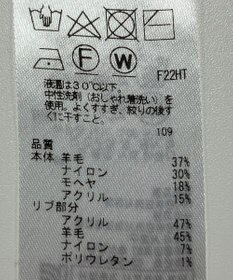 F
W
F22HT
液温は30℃以下。
中性洗剤(おしゃれ着洗い)を
使用。よくすすぎ、絞りの後す
ぐに干すこと。
109
品質
本体 羊毛 37%
ナイロン 30%
モヘヤ 18%
アクリル 15%
リブ部分
アクリル 47%
羊毛 45%
ナイロン 7%
ポリウレタン 1%